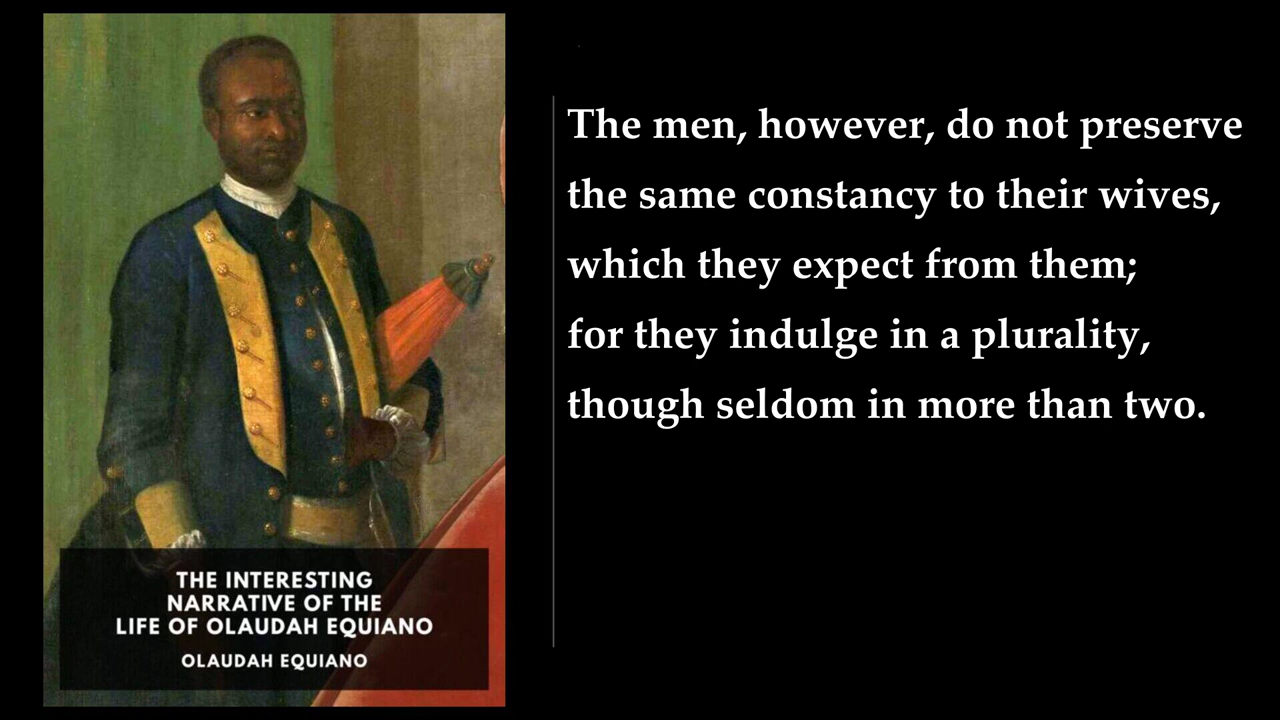 The men, however, do not preserve
the same constancy to their wives,
which they expect from them;
for they indulge in a plurality,
though seldom in more than two.
THE INTERESTING
NARRATIVE OF THE
LIFE OF OLAUDAH EQUIANO
OLAUDAH EQUIANO